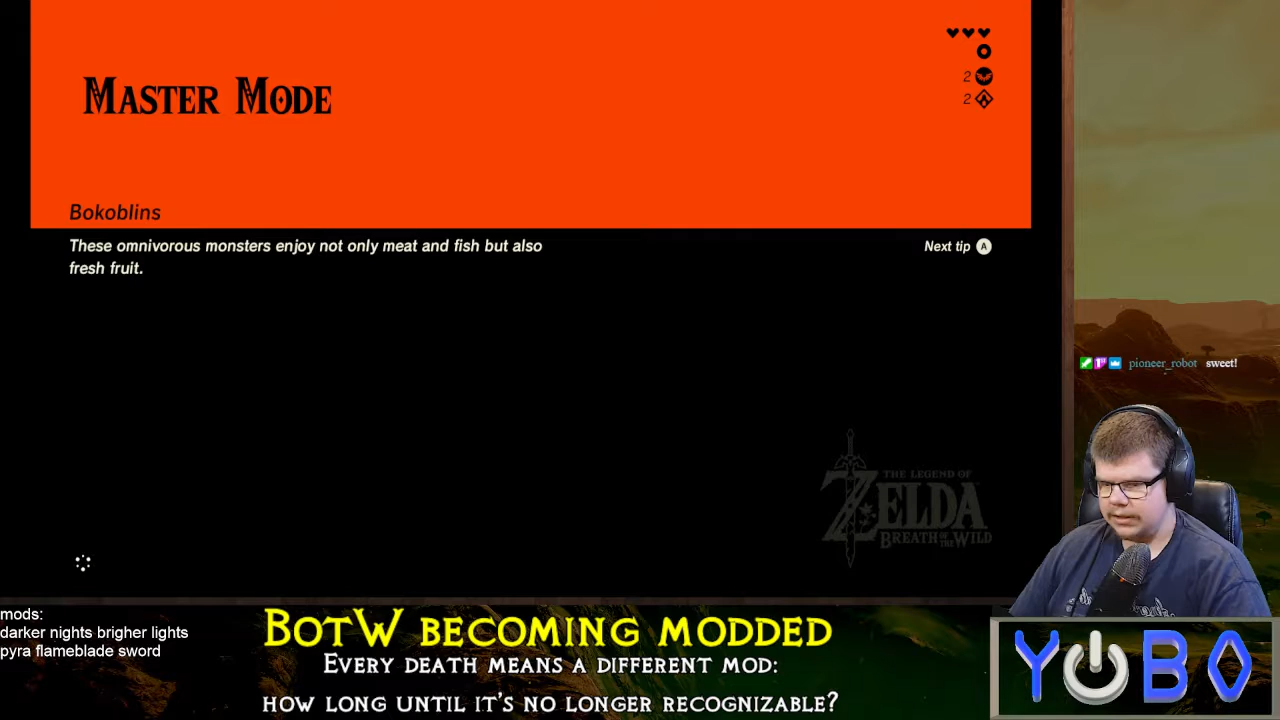 MASTER MODE
2
2
Bokoblins
These omnivorous monsters enjoy not only meat and fish but also
fresh fruit.
Next tip A
pioneer_robot sweet!
THE LEGEND OF
ZELDA
BREATH OF THE WILD
mods:
darker nights brigher lights
pyra flameblade sword
BOTW BECOMING MODDED
EVERY DEATH MEANS A DIFFERENT MOD:
HOW LONG UNTIL IT'S NO LONGER RECOGNIZABLE?
YOBO